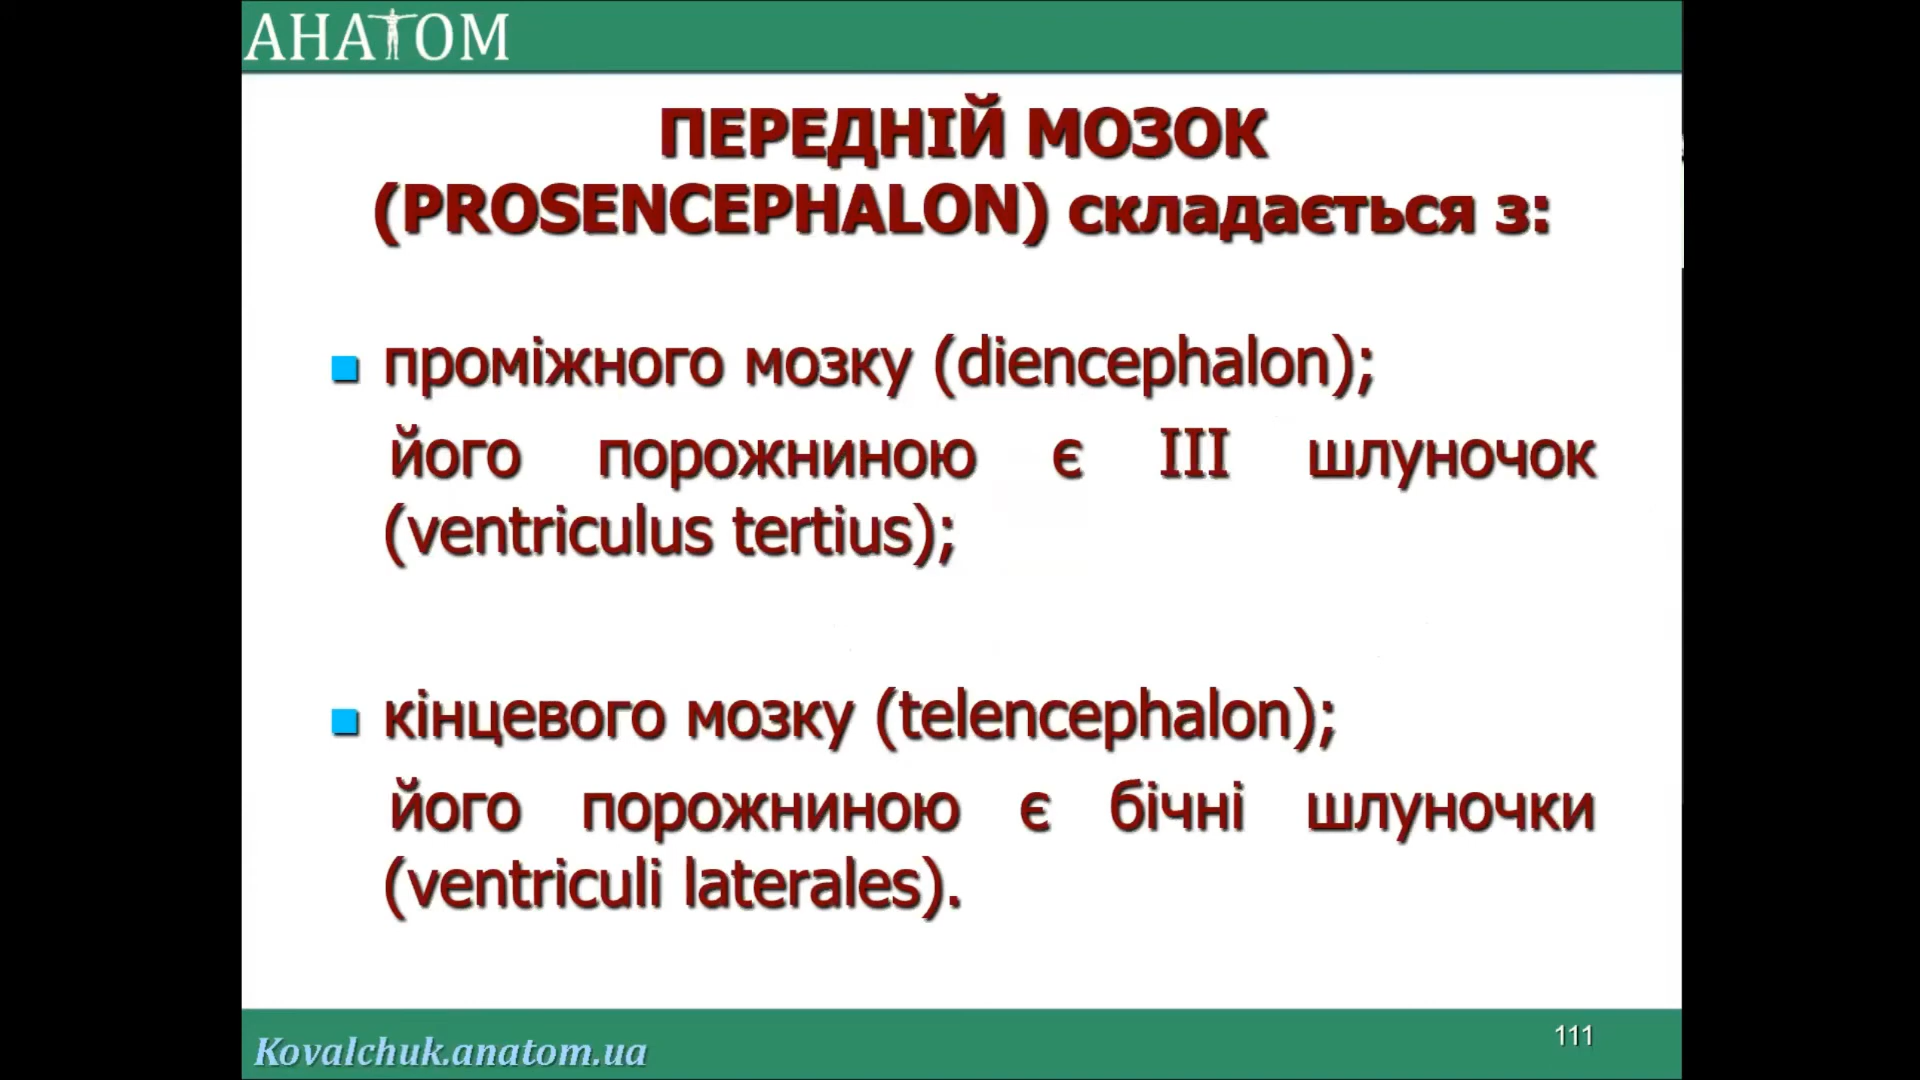 АНАТОМ
ПЕРЕДНІЙ МОЗОК
(PROSENCEPHALON) складається з:
проміжного мозку (diencephalon);
його порожниною є III шлуночок
(ventriculus tertius);
кінцевого мозку (telencephalon);
його порожниною є бічні шлуночки
(ventriculi laterales).
Kovalchuk.anatom.ua
111